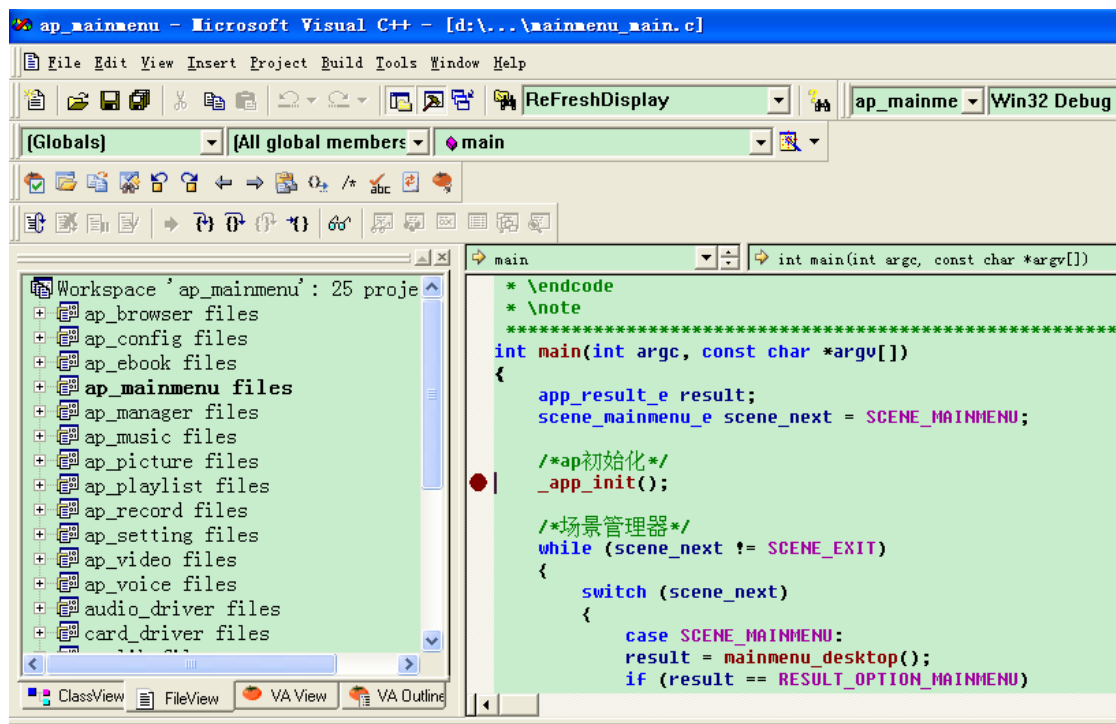 ap_mainmenu - Microsoft Visual C++ - [d:\...\mainmenu_main.c]
File Edit View Insert Project Build Tools Window Help
ReFreshDisplay ap_mainme Win32 Debug
(Globals) (All global members main
main int main(int argc, const char *argv[])
Workspace 'ap_mainmenu': 25 proje
ap_browser files
ap_config files
ap_ebook files
ap_mainmenu files
ap_manager files
ap_music files
ap_picture files
ap_playlist files
ap_record files
ap_setting files
ap_video files
ap_voice files
audio_driver files
card_driver files
ClassView FileView VA View VA Outline
* \endcode
* \note
*********************************************************
int main(int argc, const char *argv[])
{
app_result_e result;
scene_mainmenu_e scene_next = SCENE_MAINMENU;
/*ap初始化*/
_app_init();
/*场景管理器*/
while (scene_next != SCENE_EXIT)
{
switch (scene_next)
{
case SCENE_MAINMENU:
result = mainmenu_desktop();
if (result == RESULT_OPTION_MAINMENU)